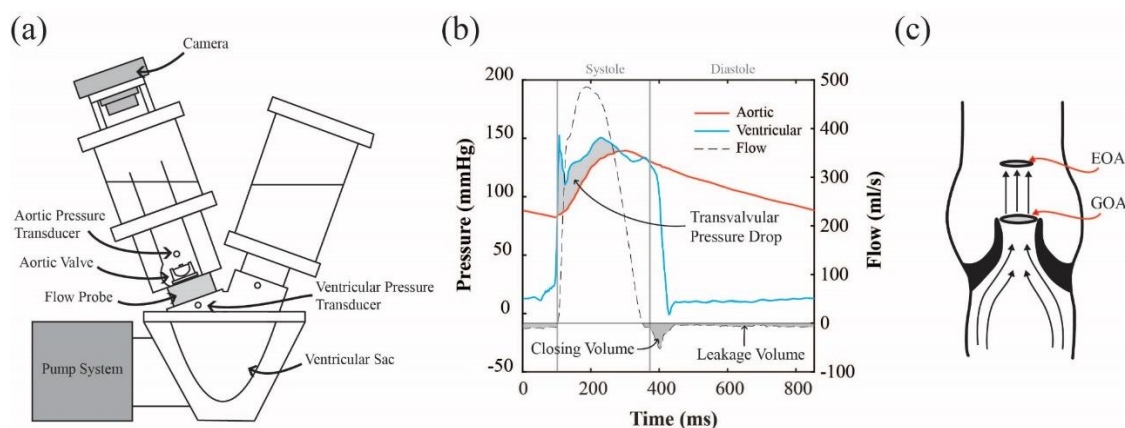 (a)
Camera
Aortic Pressure
Transducer
Aortic Valve
Flow Probe
Ventricular Pressure
Transducer
Pump System
Ventricular Sac
(b)
Systole
Diastole
200
150
100
50
0
-50
Pressure (mmHg)
Aortic
Ventricular
Flow
Transvalvular
Pressure Drop
Closing Volume
Leakage Volume
500
400
300
200
100
0
-100
Flow (ml/s)
0
200
400
600
800
Time (ms)
(c)
EOA
GOA